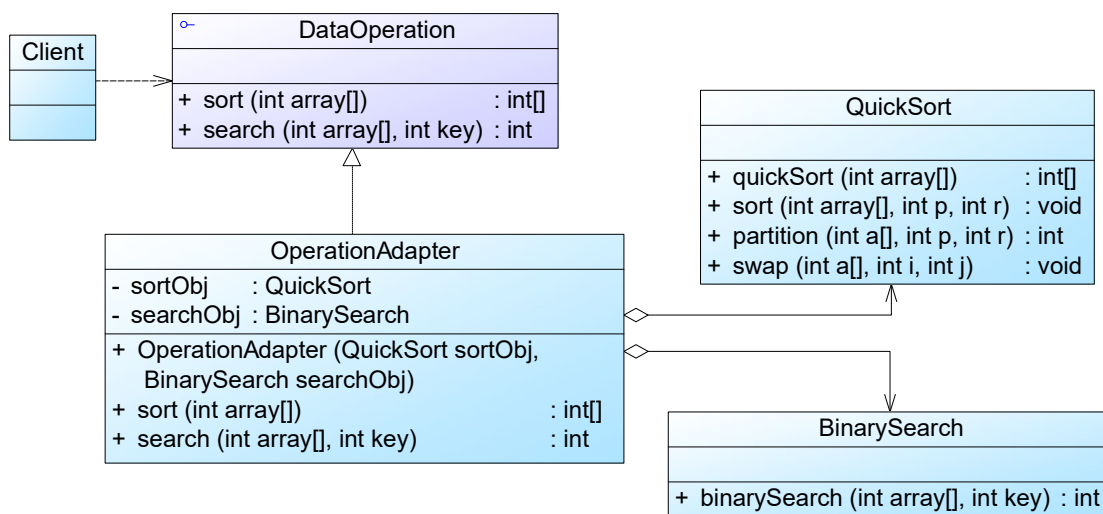 Client
DataOperation
+ sort (int array[]) : int[]
+ search (int array[], int key) : int
OperationAdapter
- sortObj : QuickSort
- searchObj : BinarySearch
+ OperationAdapter (QuickSort sortObj,
BinarySearch searchObj)
+ sort (int array[]) : int[]
+ search (int array[], int key) : int
QuickSort
+ quickSort (int array[]) : int[]
+ sort (int array[], int p, int r) : void
+ partition (int a[], int p, int r) : int
+ swap (int a[], int i, int j) : void
BinarySearch
+ binarySearch (int array[], int key) : int